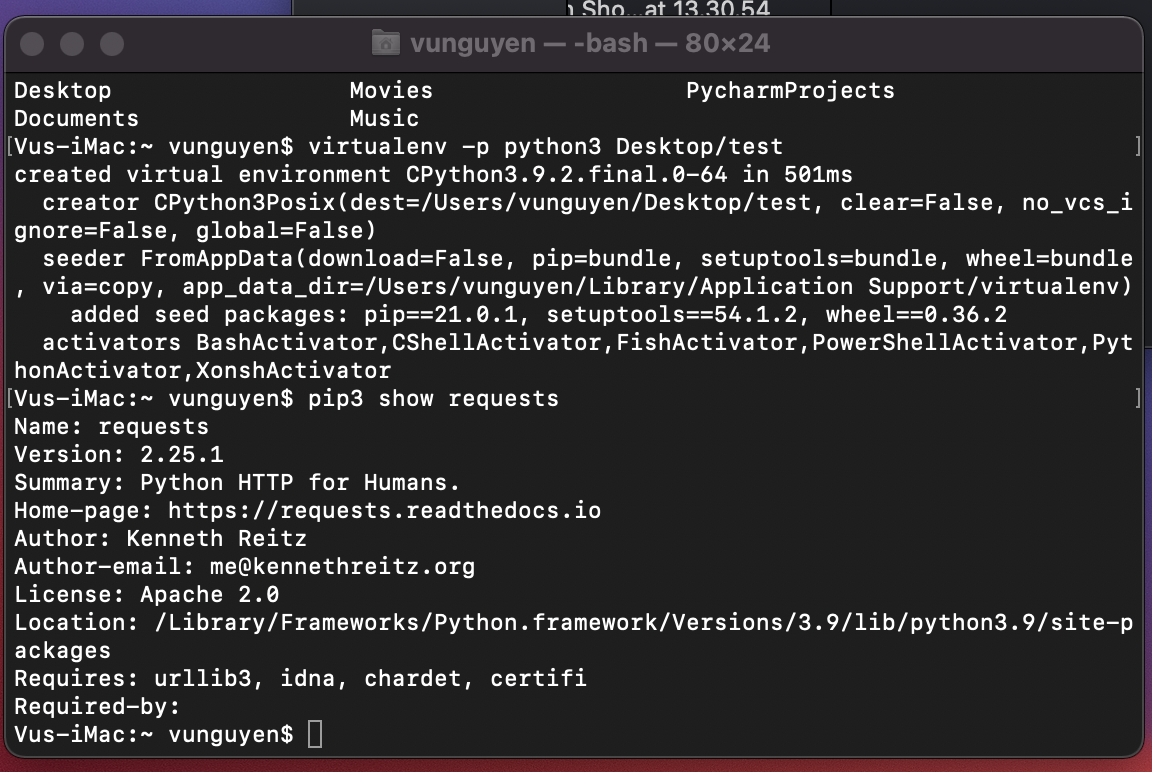 Sho...at 13.30.54
vunguyen — -bash — 80×24
Desktop Movies PycharmProjects
Documents Music
[Vus-iMac:~ vunguyen$ virtualenv -p python3 Desktop/test ]
created virtual environment CPython3.9.2.final.0-64 in 501ms
creator CPython3Posix(dest=/Users/vunguyen/Desktop/test, clear=False, no_vcs_i
gnore=False, global=False)
seeder FromAppData(download=False, pip=bundle, setuptools=bundle, wheel=bundle
, via=copy, app_data_dir=/Users/vunguyen/Library/Application Support/virtualenv)
added seed packages: pip==21.0.1, setuptools==54.1.2, wheel==0.36.2
activators BashActivator,CShellActivator,FishActivator,PowerShellActivator,Pyt
honActivator,XonshActivator
[Vus-iMac:~ vunguyen$ pip3 show requests ]
Name: requests
Version: 2.25.1
Summary: Python HTTP for Humans.
Home-page: https://requests.readthedocs.io
Author: Kenneth Reitz
Author-email: me@kennethreitz.org
License: Apache 2.0
Location: /Library/Frameworks/Python.framework/Versions/3.9/lib/python3.9/site-p
ackages
Requires: urllib3, idna, chardet, certifi
Required-by:
Vus-iMac:~ vunguyen$